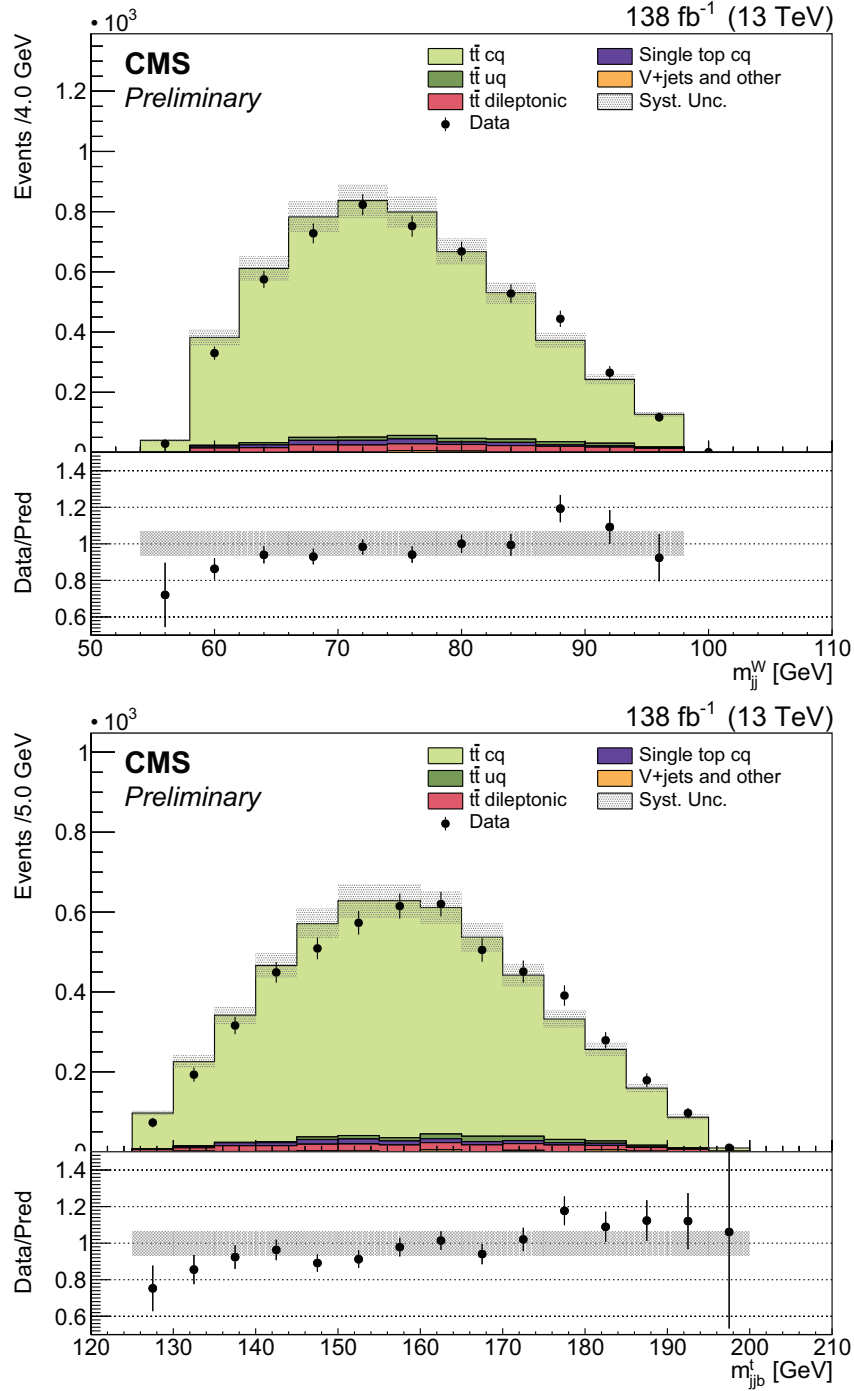 • 10³ 138 fb⁻¹ (13 TeV)
CMS
Preliminary
tt̄ cq
tt̄ uq
tt̄ dileptonic
Data
Single top cq
V+jets and other
Syst. Unc.
Events /4.0 GeV
1.2
1
0.8
0.6
0.4
0.2
0
Data/Pred
1.4
1.2
1
0.8
0.6
50 60 70 80 90 100 110
m_jj^W [GeV]
• 10³ 138 fb⁻¹ (13 TeV)
CMS
Preliminary
tt̄ cq
tt̄ uq
tt̄ dileptonic
Data
Single top cq
V+jets and other
Syst. Unc.
Events /5.0 GeV
1
0.8
0.6
0.4
0.2
0
Data/Pred
1.4
1.2
1
0.8
0.6
120 130 140 150 160 170 180 190 200 210
m_jjb^t [GeV]